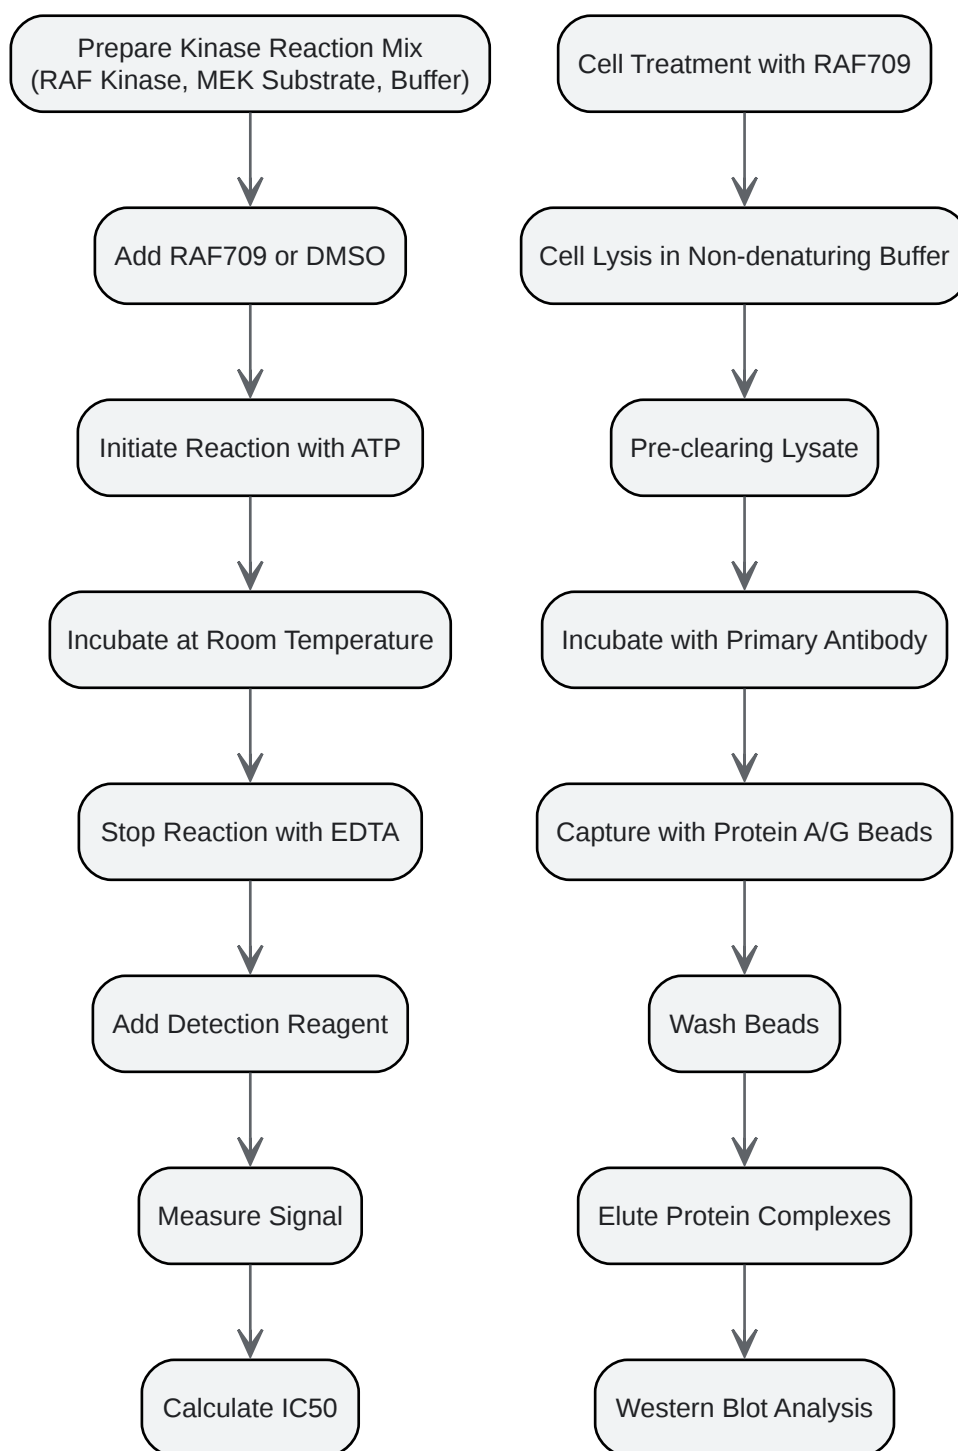 Prepare Kinase Reaction Mix
(RAF Kinase, MEK Substrate, Buffer)
Add RAF709 or DMSO
Initiate Reaction with ATP
Incubate at Room Temperature
Stop Reaction with EDTA
Add Detection Reagent
Measure Signal
Calculate IC50
Cell Treatment with RAF709
Cell Lysis in Non-denaturing Buffer
Pre-clearing Lysate
Incubate with Primary Antibody
Capture with Protein A/G Beads
Wash Beads
Elute Protein Complexes
Western Blot Analysis